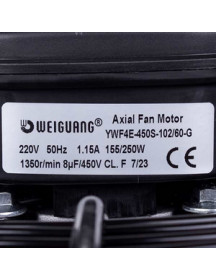 WEIGUANG®
Axial Fan Motor
YWF4E-450S-102/60-G
220V 50Hz 1.15A 155/250W
1350r/min 8µF/450V CL. F 7/23